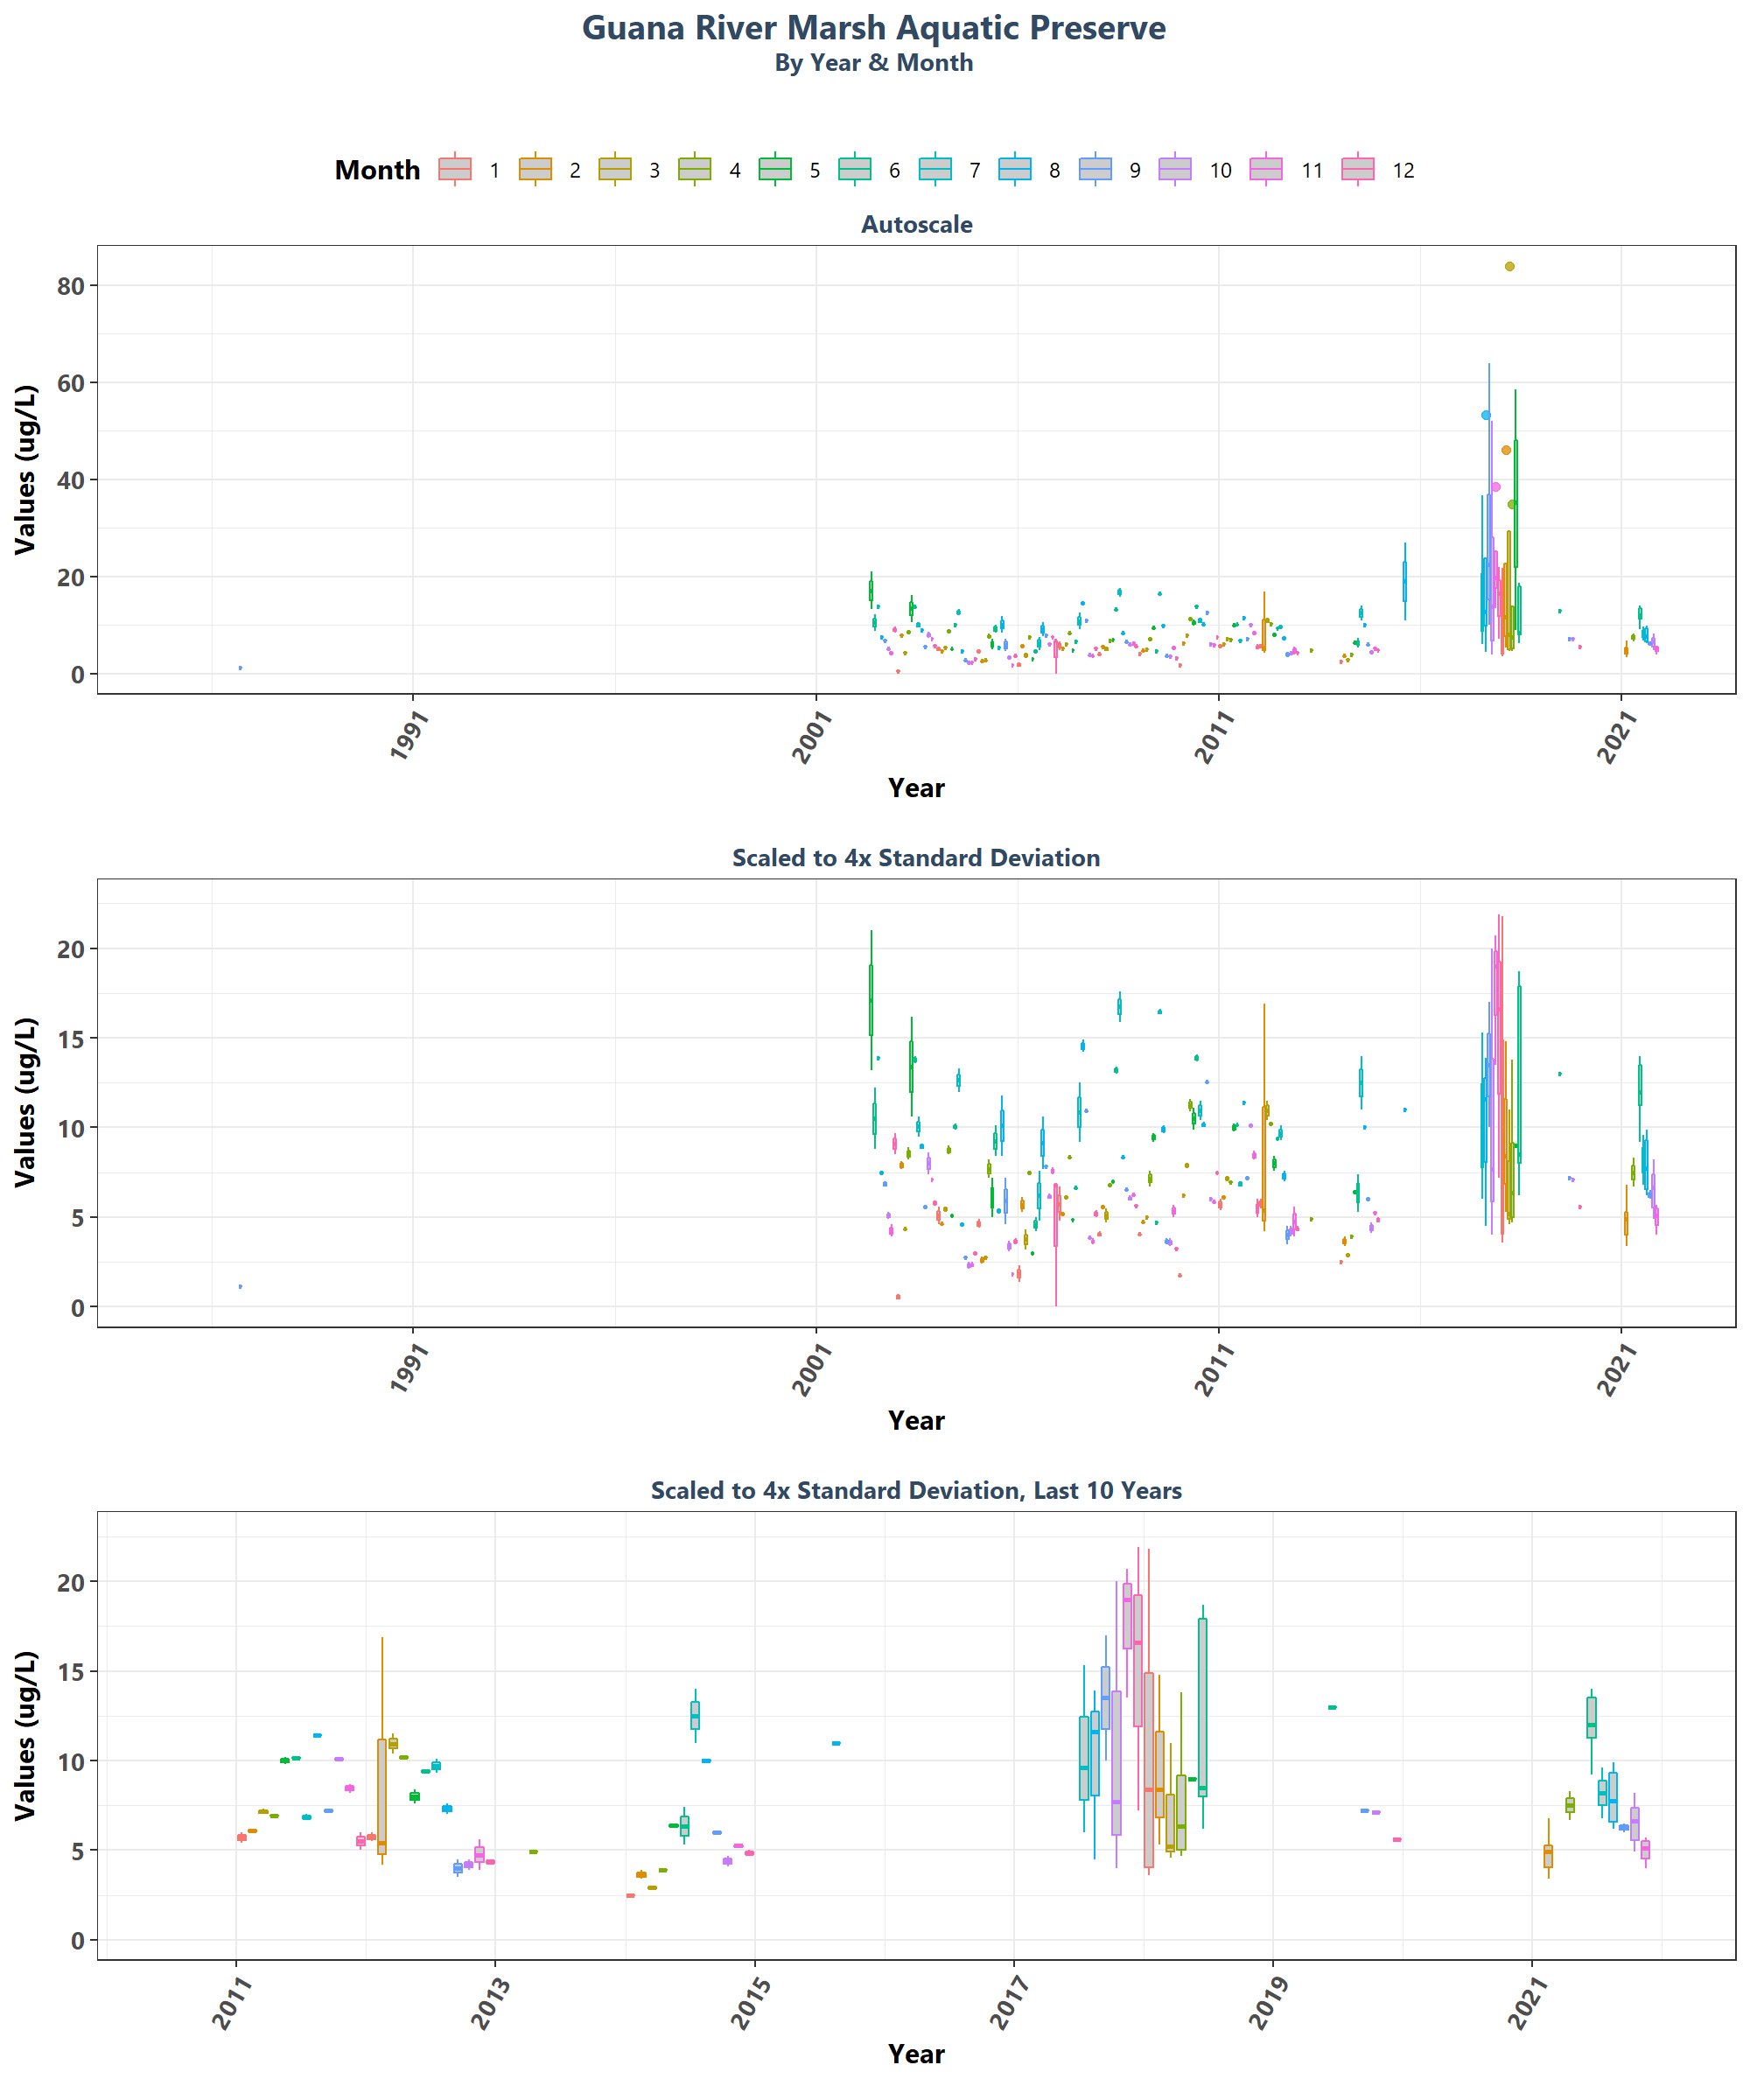 Guana River Marsh Aquatic Preserve
By Year & Month
Month 1 2 3 4 5 6 7 8 9 10 11 12
Autoscale
Values (ug/L)
80
60
40
20
0
1991 2001 2011 2021
Year
Scaled to 4x Standard Deviation
Values (ug/L)
20
15
10
5
0
1991 2001 2011 2021
Year
Scaled to 4x Standard Deviation, Last 10 Years
Values (ug/L)
20
15
10
5
0
2011 2013 2015 2017 2019 2021
Year